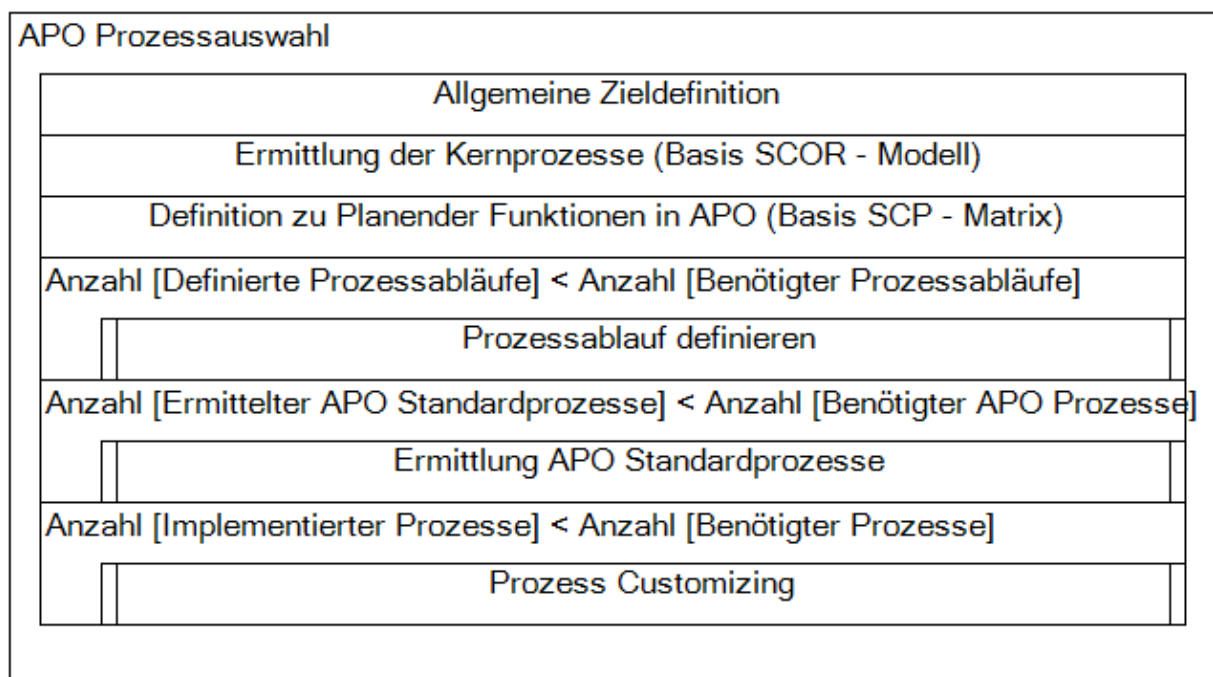 APO Prozessauswahl
Allgemeine Zieldefinition
Ermittlung der Kernprozesse (Basis SCOR - Modell)
Definition zu Planender Funktionen in APO (Basis SCP - Matrix)
Anzahl [Definierte Prozessabläufe] < Anzahl [Benötigter Prozessabläufe]
Prozessablauf definieren
Anzahl [Ermittelter APO Standardprozesse] < Anzahl [Benötigter APO Prozesse]
Ermittlung APO Standardprozesse
Anzahl [Implementierter Prozesse] < Anzahl [Benötigter Prozesse]
Prozess Customizing